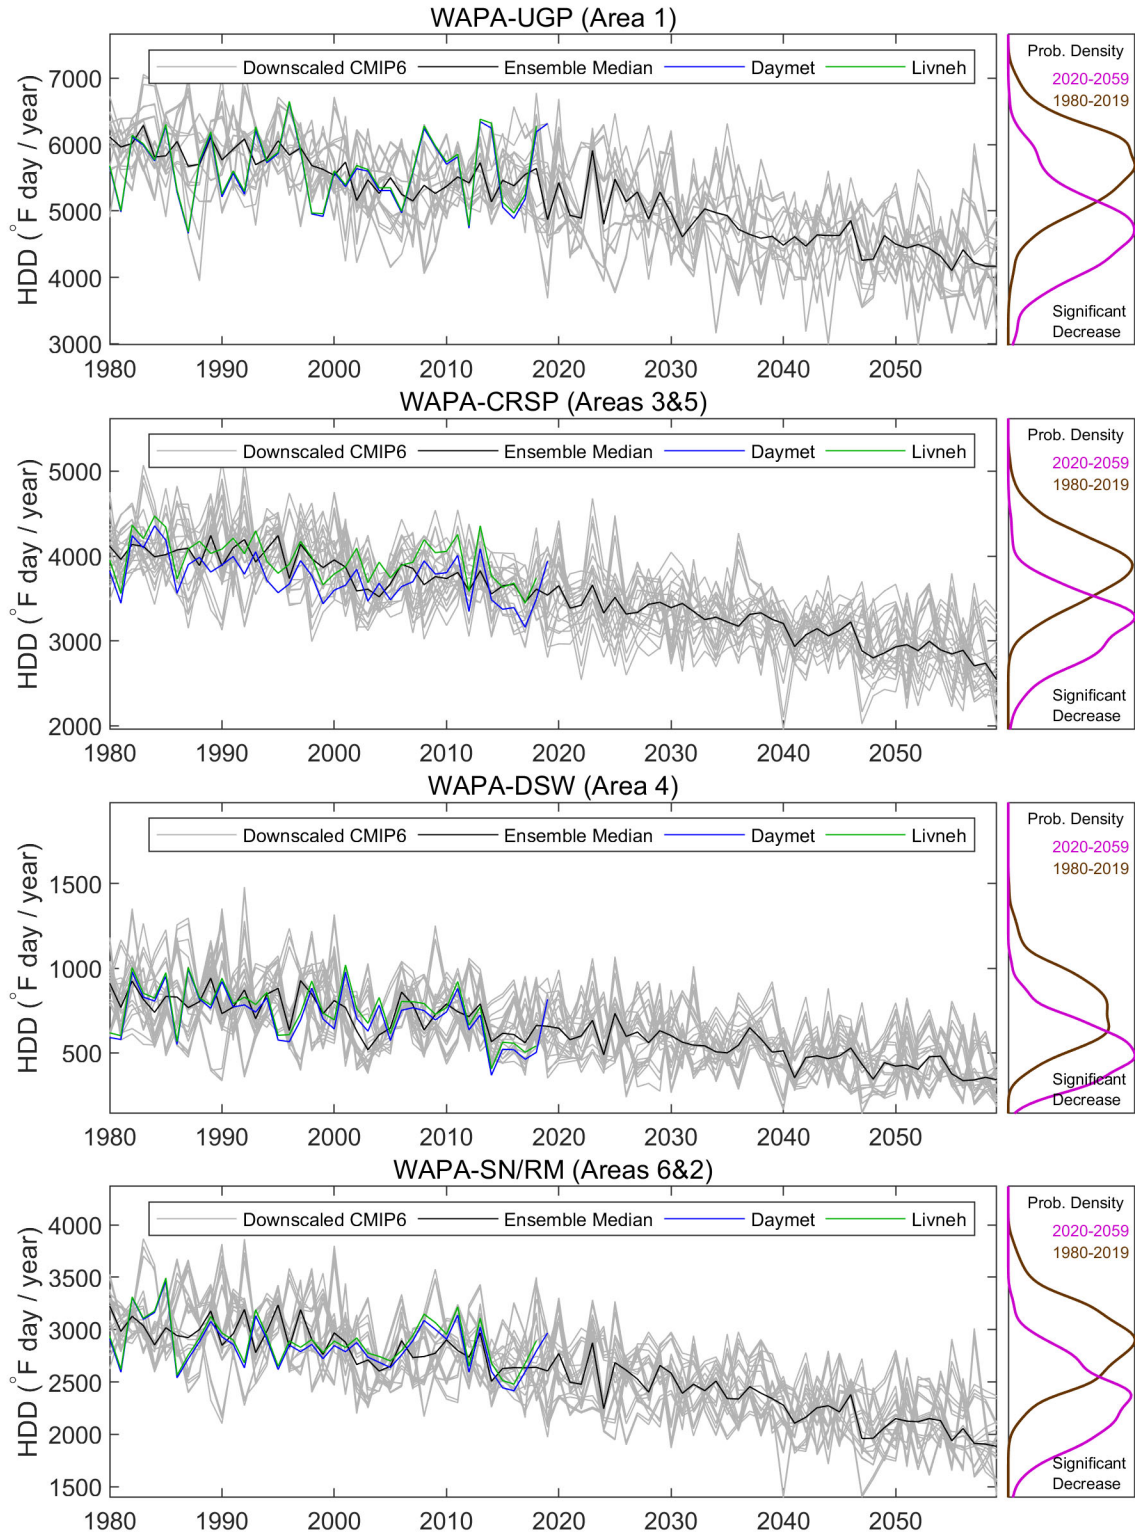 WAPA-UGP (Area 1)
Downscaled CMIP6 Ensemble Median Daymet Livneh
HDD (°F day / year)
7000
6000
5000
4000
3000
1980 1990 2000 2010 2020 2030 2040 2050
Prob. Density
2020-2059
1980-2019
Significant
Decrease
WAPA-CRSP (Areas 3&5)
Downscaled CMIP6 Ensemble Median Daymet Livneh
HDD (°F day / year)
5000
4000
3000
2000
1980 1990 2000 2010 2020 2030 2040 2050
Prob. Density
2020-2059
1980-2019
Significant
Decrease
WAPA-DSW (Area 4)
Downscaled CMIP6 Ensemble Median Daymet Livneh
HDD (°F day / year)
1500
1000
500
1980 1990 2000 2010 2020 2030 2040 2050
Prob. Density
2020-2059
1980-2019
Significant
Decrease
WAPA-SN/RM (Areas 6&2)
Downscaled CMIP6 Ensemble Median Daymet Livneh
HDD (°F day / year)
4000
3500
3000
2500
2000
1500
1980 1990 2000 2010 2020 2030 2040 2050
Prob. Density
2020-2059
1980-2019
Significant
Decrease